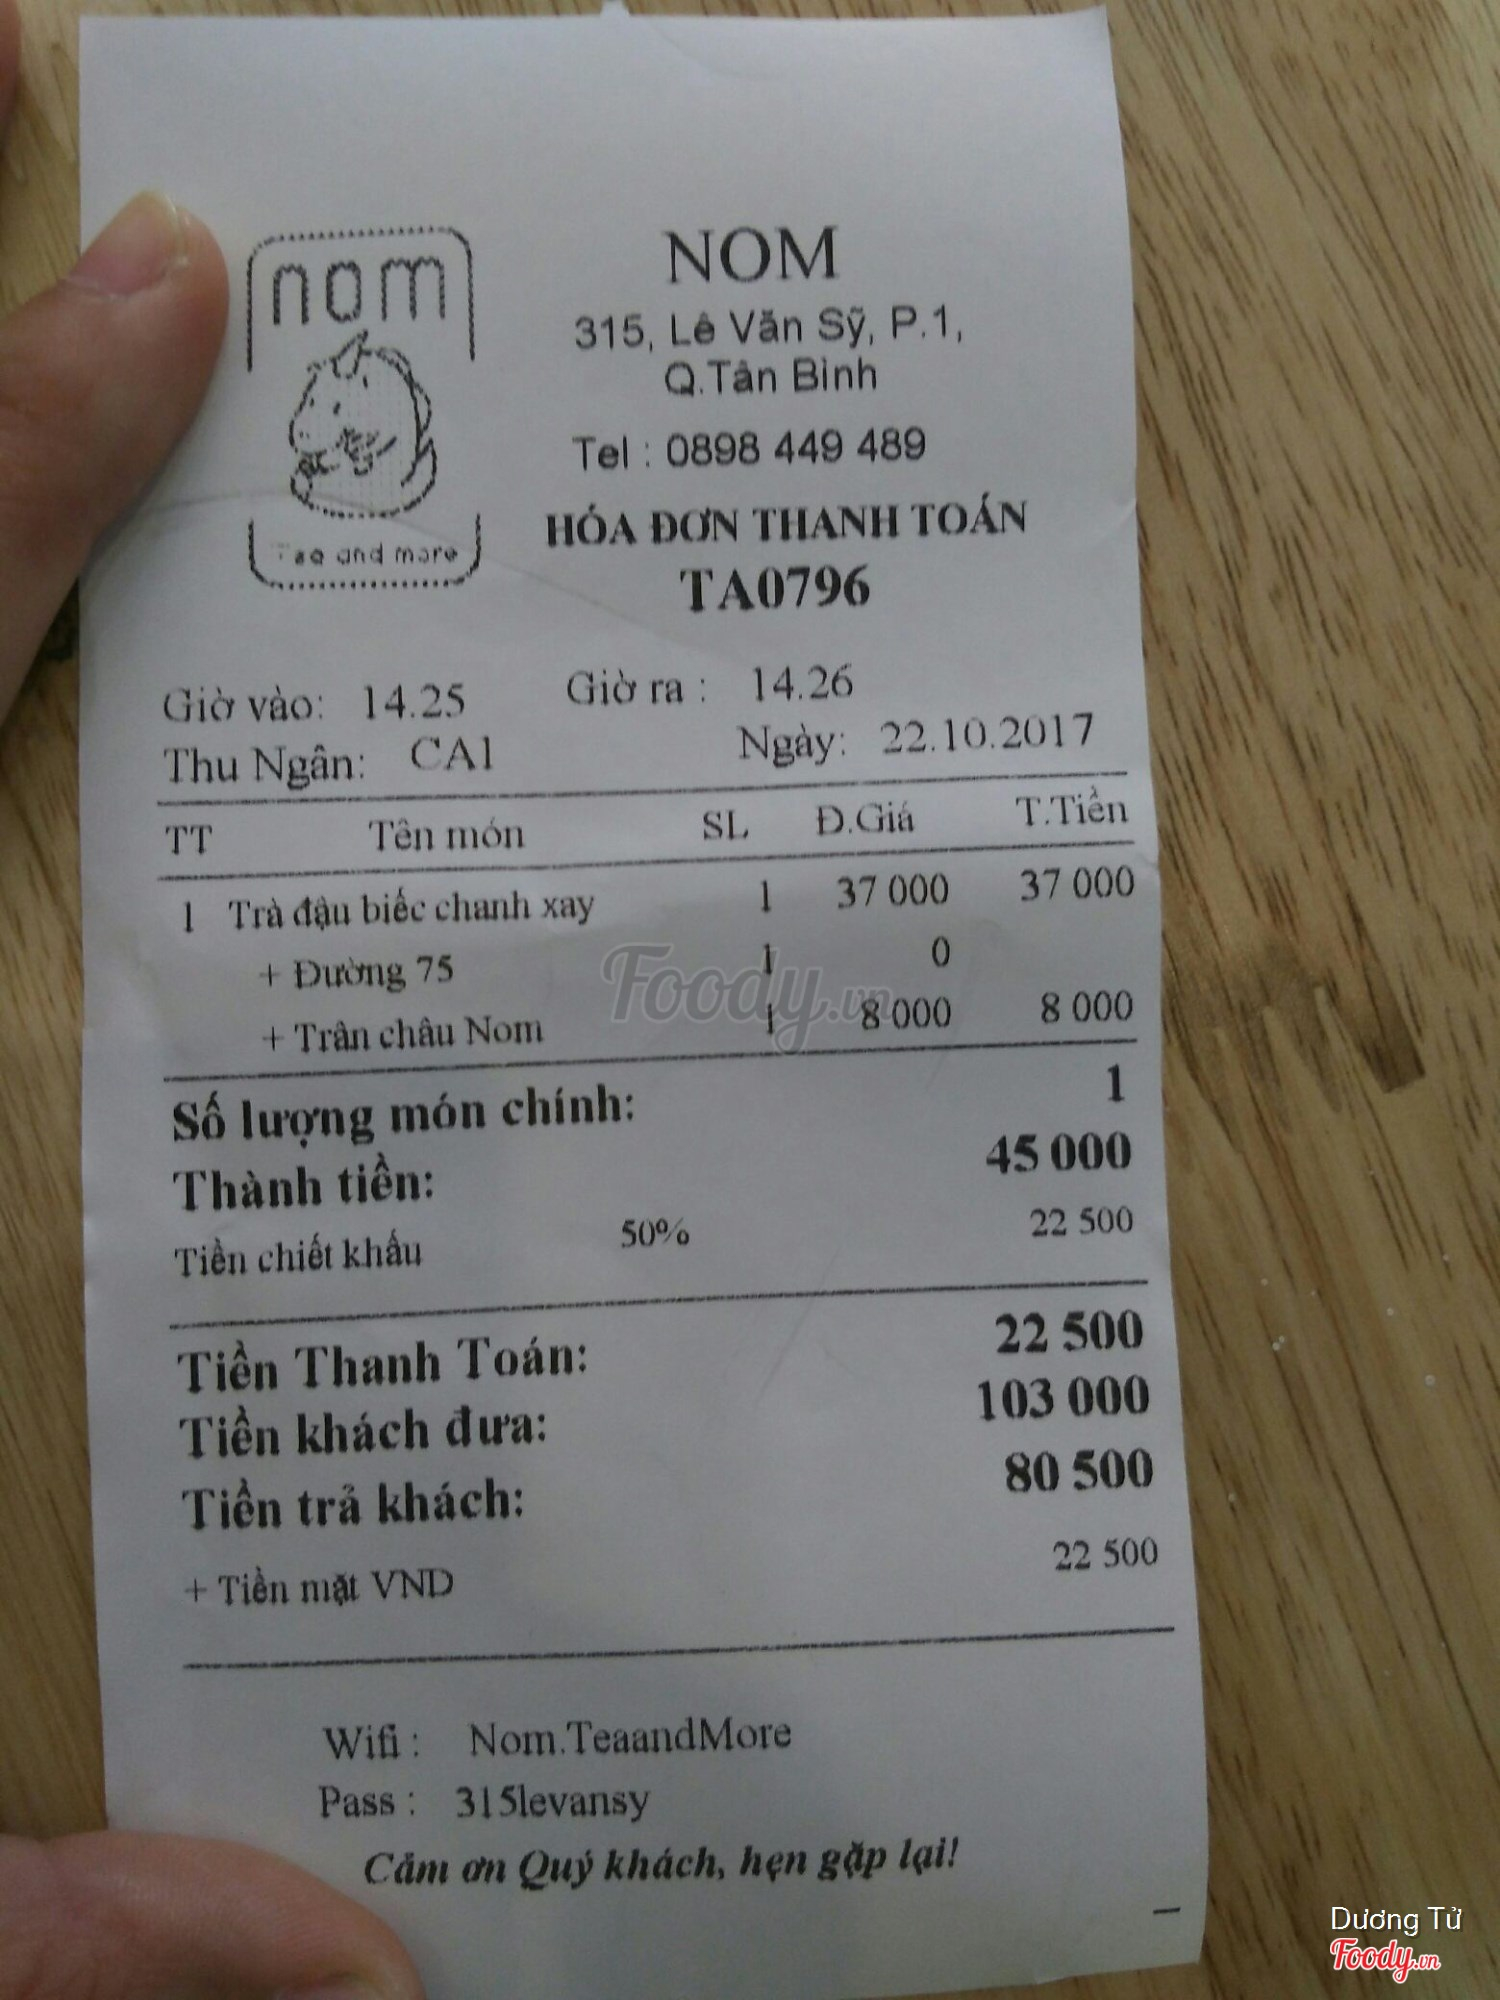 nom
Tea and more
NOM
315, Lê Văn Sỹ, P.1,
Q.Tân Bình
Tel : 0898 449 489
HÓA ĐƠN THANH TOÁN
TA0796
Giờ vào: 14.25 Giờ ra : 14.26
Thu Ngân: CA1 Ngày: 22.10.2017
TT Tên món SL Đ.Giá T.Tiền
1 Trà đậu biếc chanh xay 1 37 000 37 000
+ Đường 75 1 0
+ Trân châu Nom 1 8 000 8 000
Foody.vn
Số lượng món chính: 1
Thành tiền: 45 000
Tiền chiết khấu 50% 22 500
Tiền Thanh Toán: 22 500
Tiền khách đưa: 103 000
Tiền trả khách: 80 500
+ Tiền mặt VND 22 500
Wifi : Nom.TeaandMore
Pass : 315levansy
Cảm ơn Quý khách, hẹn gặp lại!
Dương Tử
Foody.vn